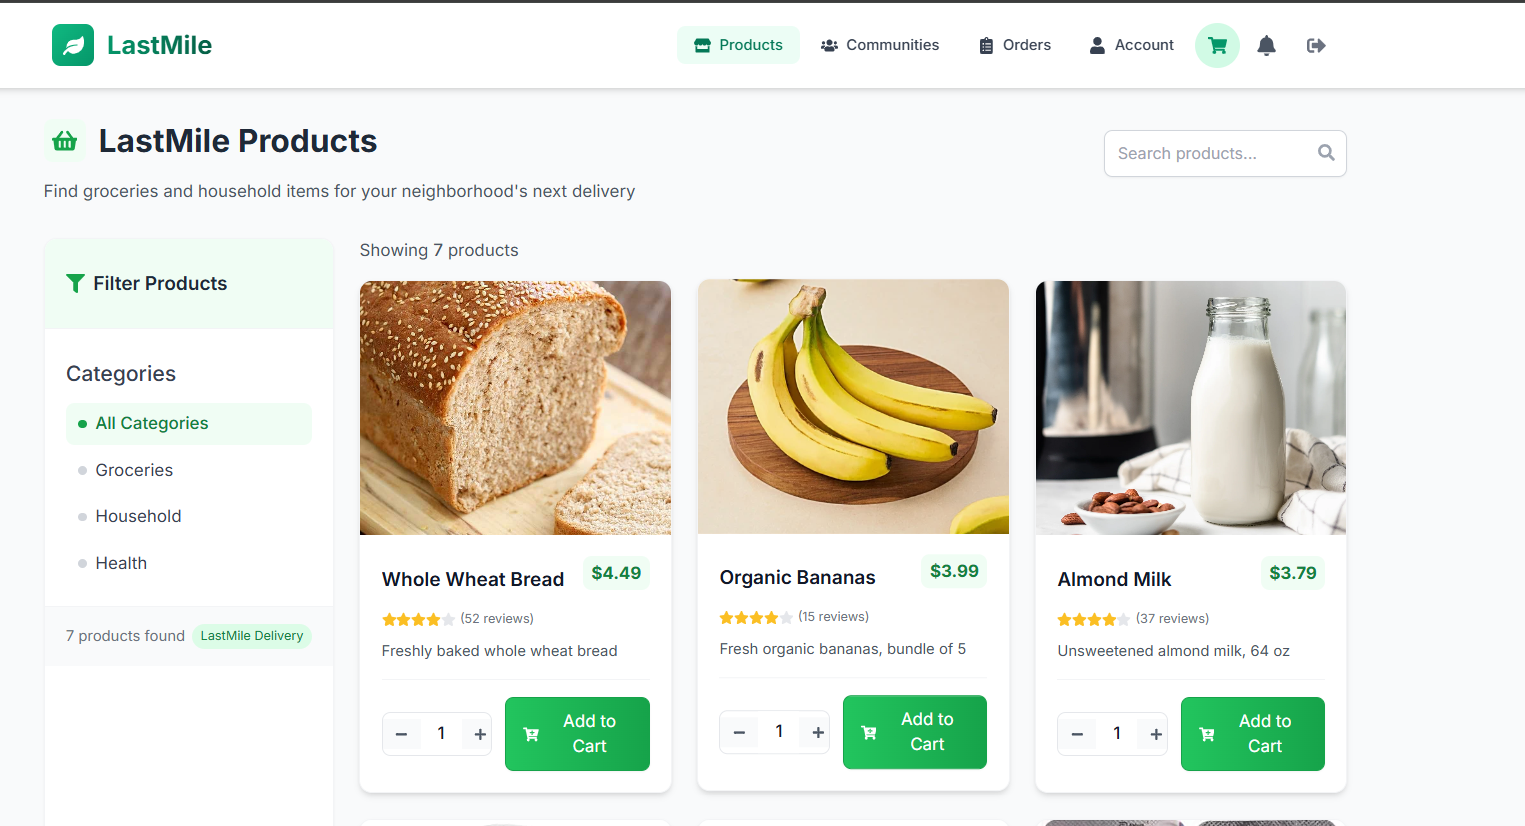 LastMile
Products
Communities
Orders
Account
LastMile Products
Search products...
Find groceries and household items for your neighborhood's next delivery
Filter Products
Categories
All Categories
Groceries
Household
Health
7 products found
LastMile Delivery
Showing 7 products
Whole Wheat Bread
$4.49
(52 reviews)
Freshly baked whole wheat bread
1
Add to
Cart
Organic Bananas
$3.99
(15 reviews)
Fresh organic bananas, bundle of 5
1
Add to
Cart
Almond Milk
$3.79
(37 reviews)
Unsweetened almond milk, 64 oz
1
Add to
Cart